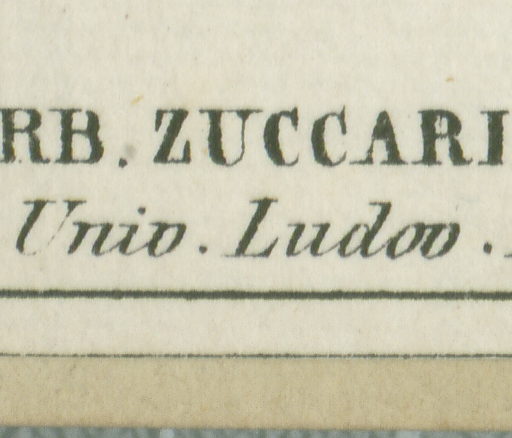 RB. ZUCCARI
Univ. Ludov.